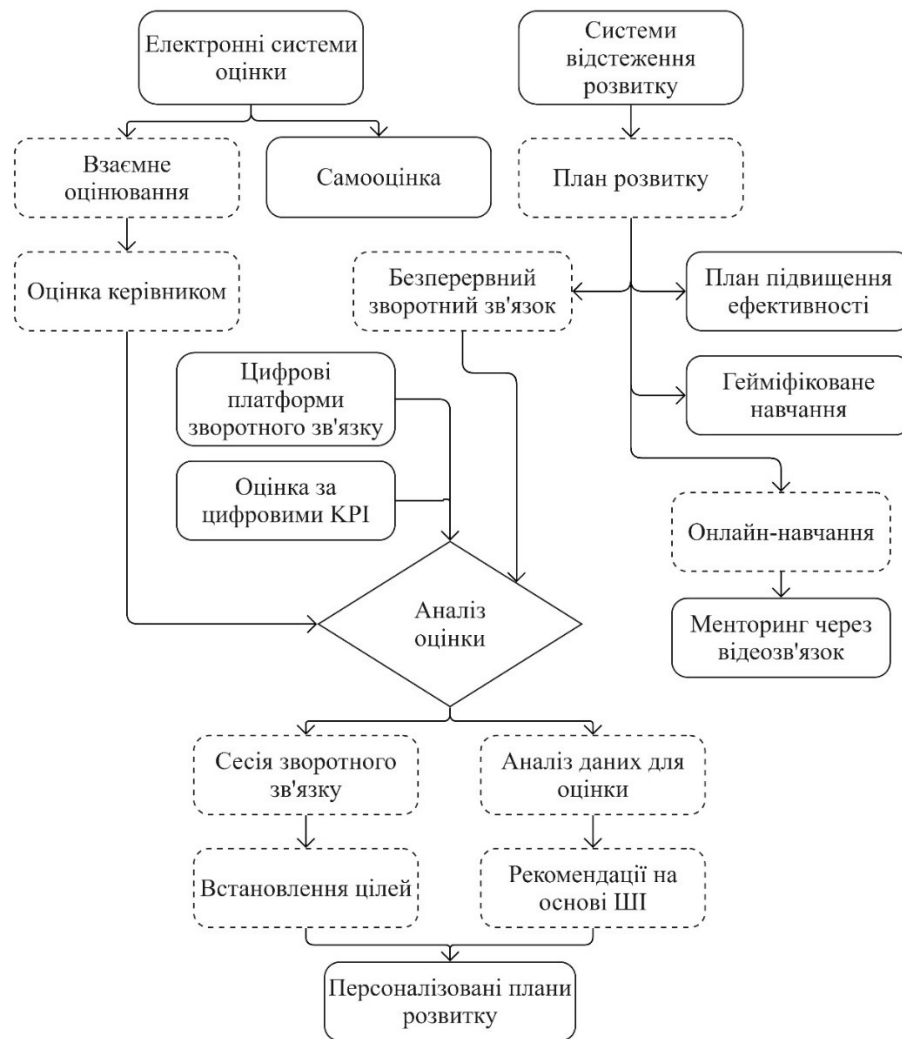 Електронні системи
оцінки
Системи
відстеження
розвитку
Взаємне
оцінювання
Самооцінка
План розвитку
Оцінка керівником
Безперервний
зворотний зв'язок
План підвищення
ефективності
Цифрові
платформи
зворотного зв'язку
Гейміфіковане
навчання
Оцінка за
цифровими KPI
Онлайн-навчання
Аналіз
оцінки
Менторинг через
відеозв'язок
Сесія зворотного
зв'язку
Аналіз даних для
оцінки
Встановлення цілей
Рекомендації на
основі ШІ
Персоналізовані плани
розвитку